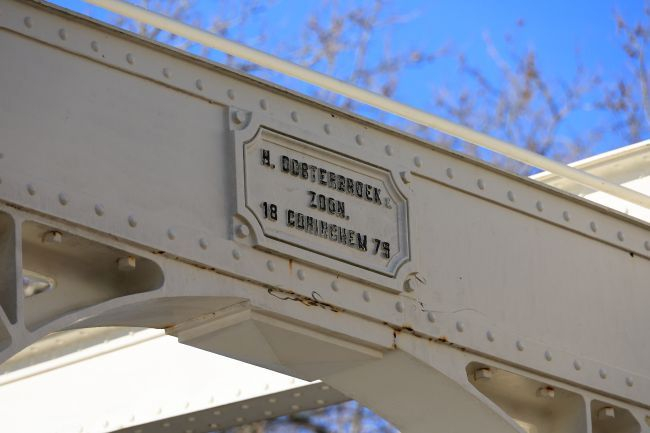 H. OOSTERBROEK &
ZOON.
18 GORINCHEM 75